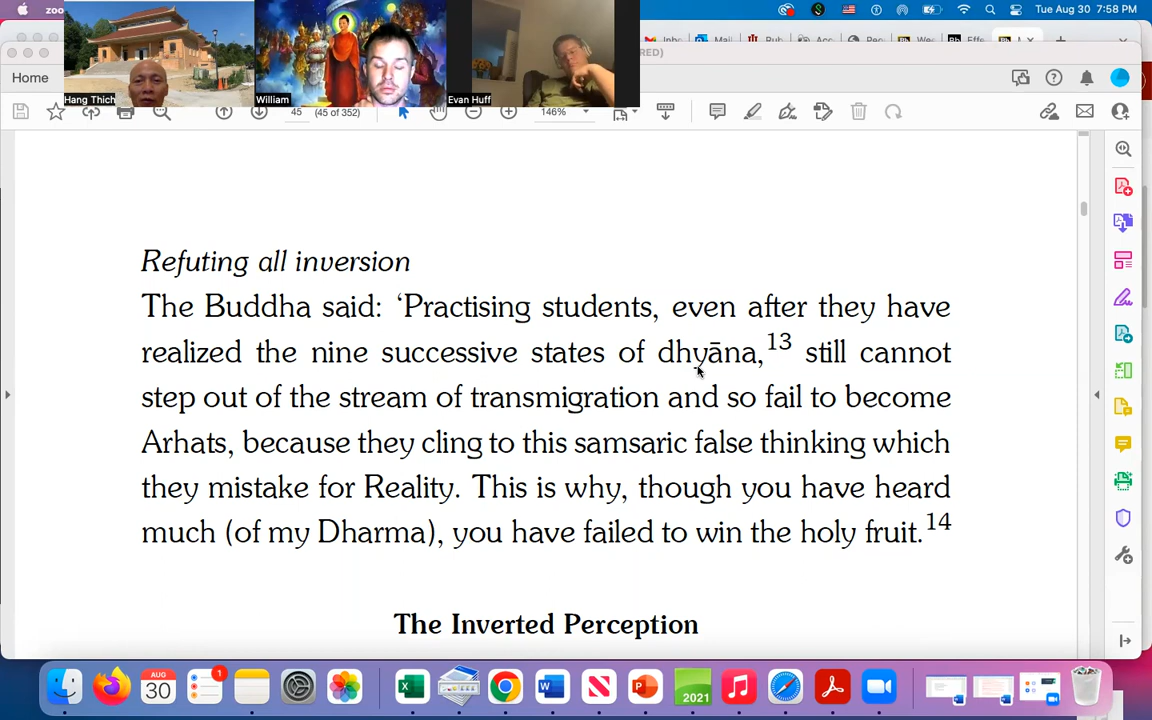 zoo
Tue Aug 30 7:58 PM
Hang Thich
William
Evan Huff
RED)
Home
45
(45 of 352)
146%
Refuting all inversion
The Buddha said: ‘Practising students, even after they have
realized the nine successive states of dhyāna,13 still cannot
step out of the stream of transmigration and so fail to become
Arhats, because they cling to this samsaric false thinking which
they mistake for Reality. This is why, though you have heard
much (of my Dharma), you have failed to win the holy fruit.14
The Inverted Perception
AUG
30
1
2021